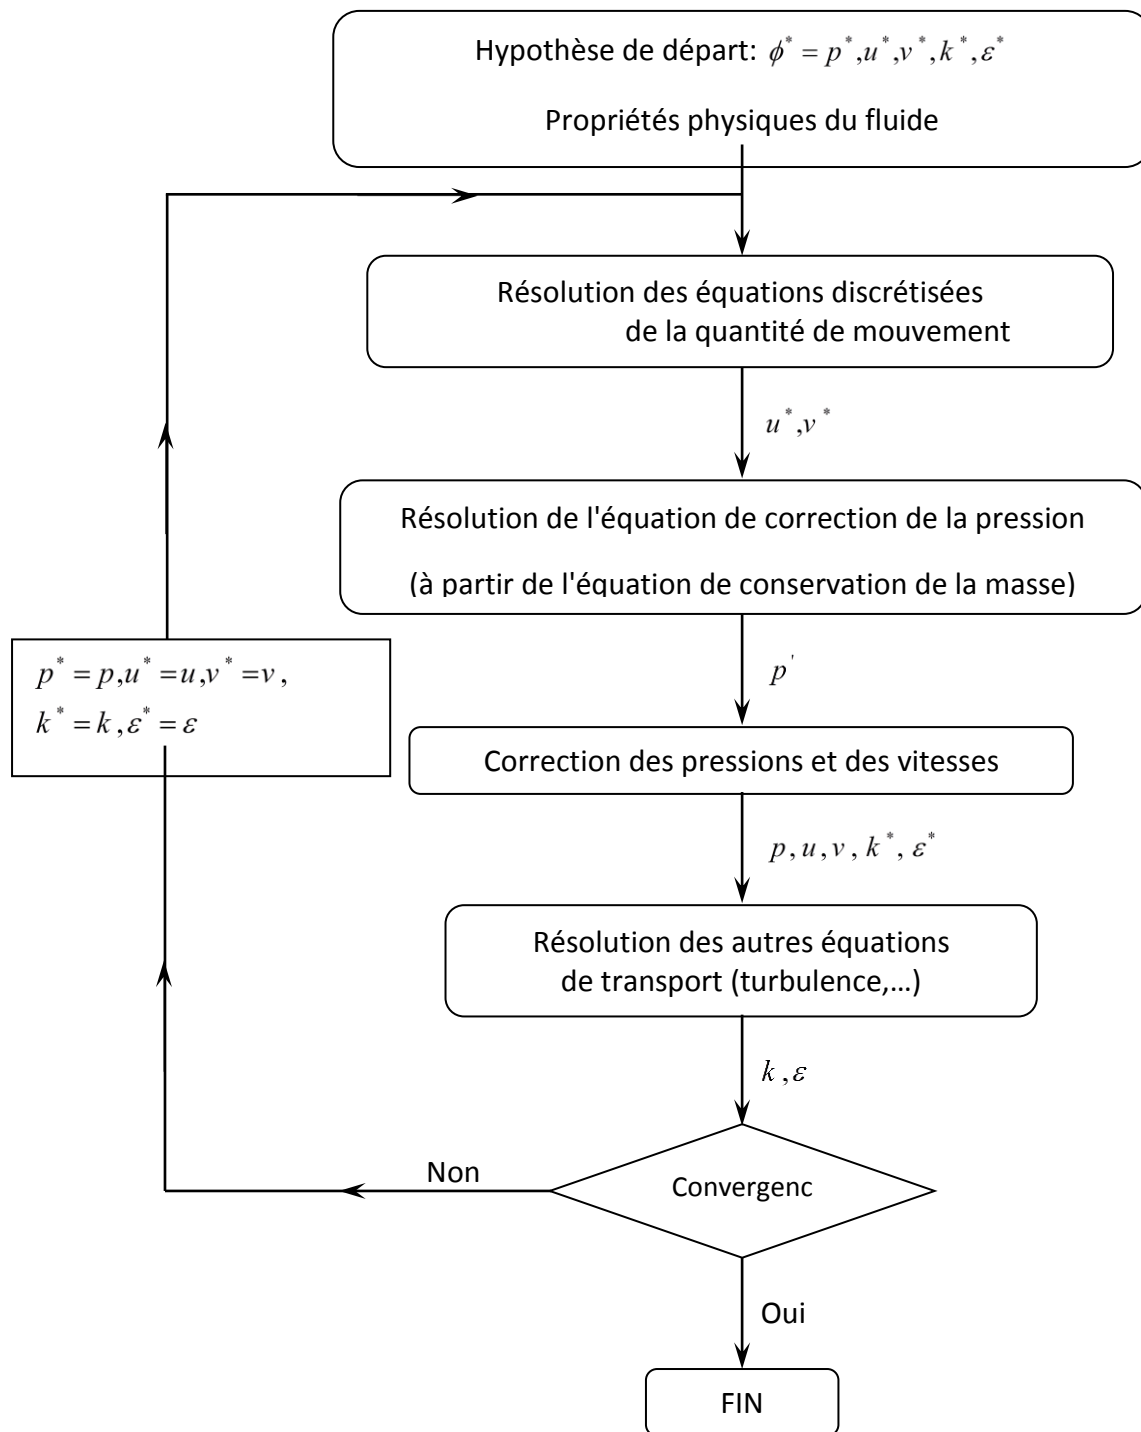 Hypothèse de départ: ϕ* = p*,u*,v*,k*,ε*
Propriétés physiques du fluide
Résolution des équations discrétisées
de la quantité de mouvement
u*,v*
Résolution de l'équation de correction de la pression
(à partir de l'équation de conservation de la masse)
p'
p* = p,u* =u,v* =v,
k* = k,ε* = ε
Correction des pressions et des vitesses
p,u,v,k*,ε*
Résolution des autres équations
de transport (turbulence,...)
k,ε
Non
Convergenc
Oui
FIN